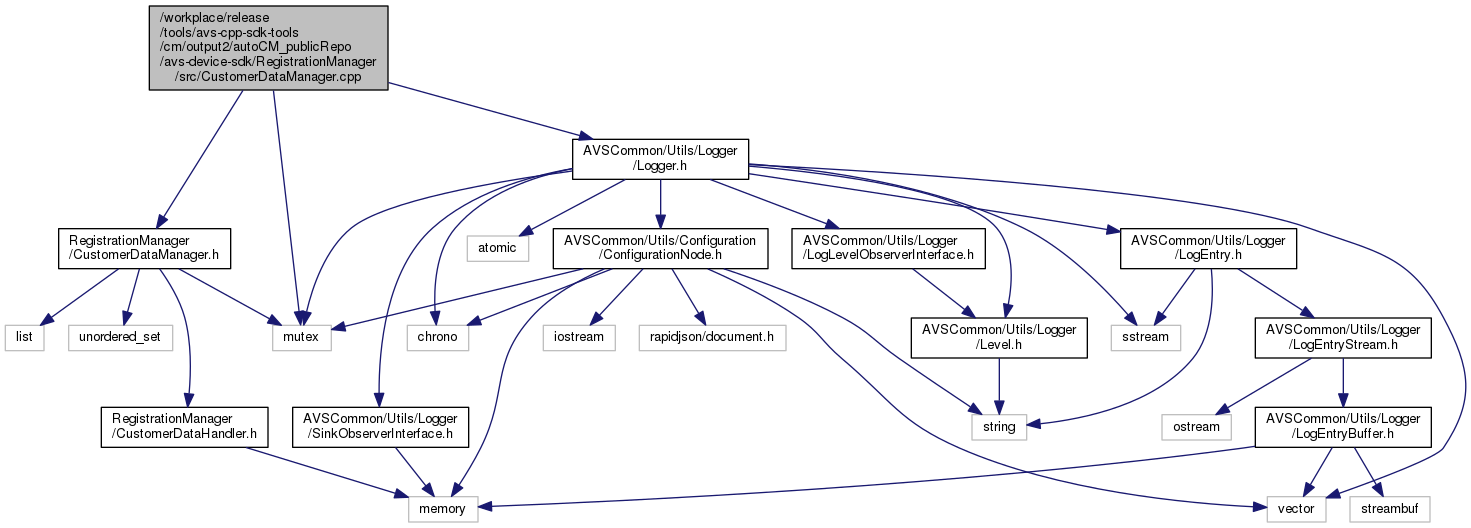 /workplace/release
/tools/avs-cpp-sdk-tools
/cm/output2/autoCM_publicRepo
/avs-device-sdk/RegistrationManager
/src/CustomerDataManager.cpp
AVSCommon/Utils/Logger
/Logger.h
RegistrationManager
/CustomerDataManager.h
atomic
AVSCommon/Utils/Configuration
/ConfigurationNode.h
AVSCommon/Utils/Logger
/LogLevelObserverInterface.h
AVSCommon/Utils/Logger
/LogEntry.h
list
unordered_set
mutex
chrono
iostream
rapidjson/document.h
AVSCommon/Utils/Logger
/Level.h
sstream
AVSCommon/Utils/Logger
/LogEntryStream.h
RegistrationManager
/CustomerDataHandler.h
AVSCommon/Utils/Logger
/SinkObserverInterface.h
string
ostream
AVSCommon/Utils/Logger
/LogEntryBuffer.h
memory
vector
streambuf